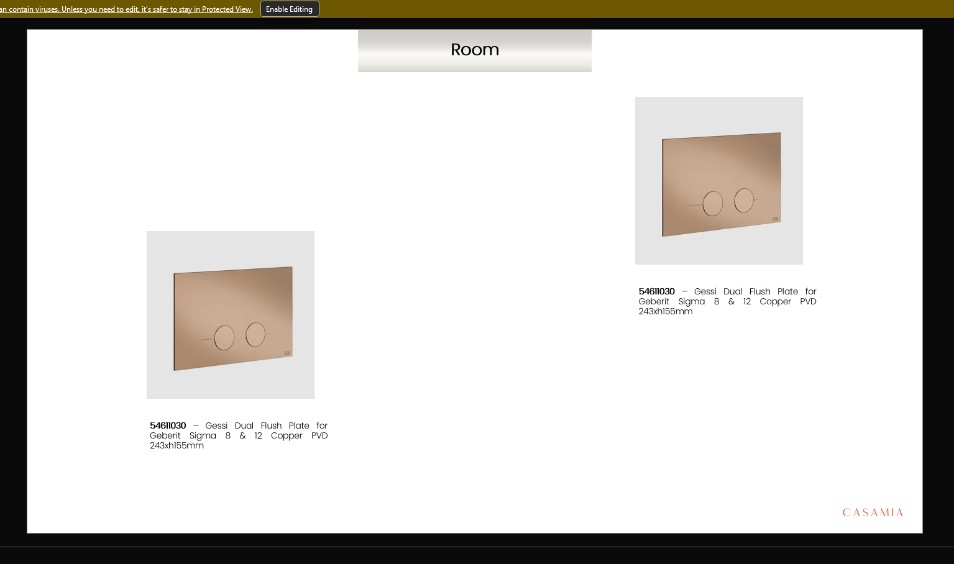 an contain viruses. Unless you need to edit, it's safer to stay in Protected View.
Enable Editing
Room
54611030 – Gessi Dual Flush Plate for
Geberit Sigma 8 & 12 Copper PVD
243xh155mm
54611030 – Gessi Dual Flush Plate for
Geberit Sigma 8 & 12 Copper PVD
243xh155mm
CASAMIA